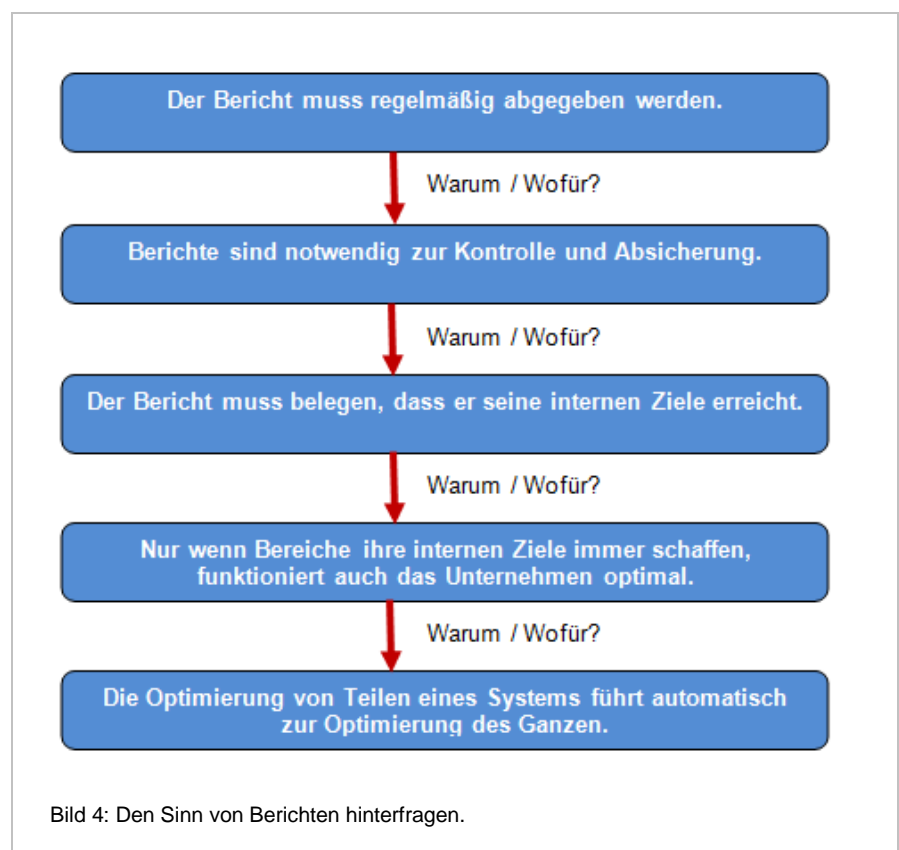 Der Bericht muss regelmäßig abgegeben werden.
Warum / Wofür?
Berichte sind notwendig zur Kontrolle und Absicherung.
Warum / Wofür?
Der Bericht muss belegen, dass er seine internen Ziele erreicht.
Warum / Wofür?
Nur wenn Bereiche ihre internen Ziele immer schaffen,
funktioniert auch das Unternehmen optimal.
Warum / Wofür?
Die Optimierung von Teilen eines Systems führt automatisch
zur Optimierung des Ganzen.
Bild 4: Den Sinn von Berichten hinterfragen.